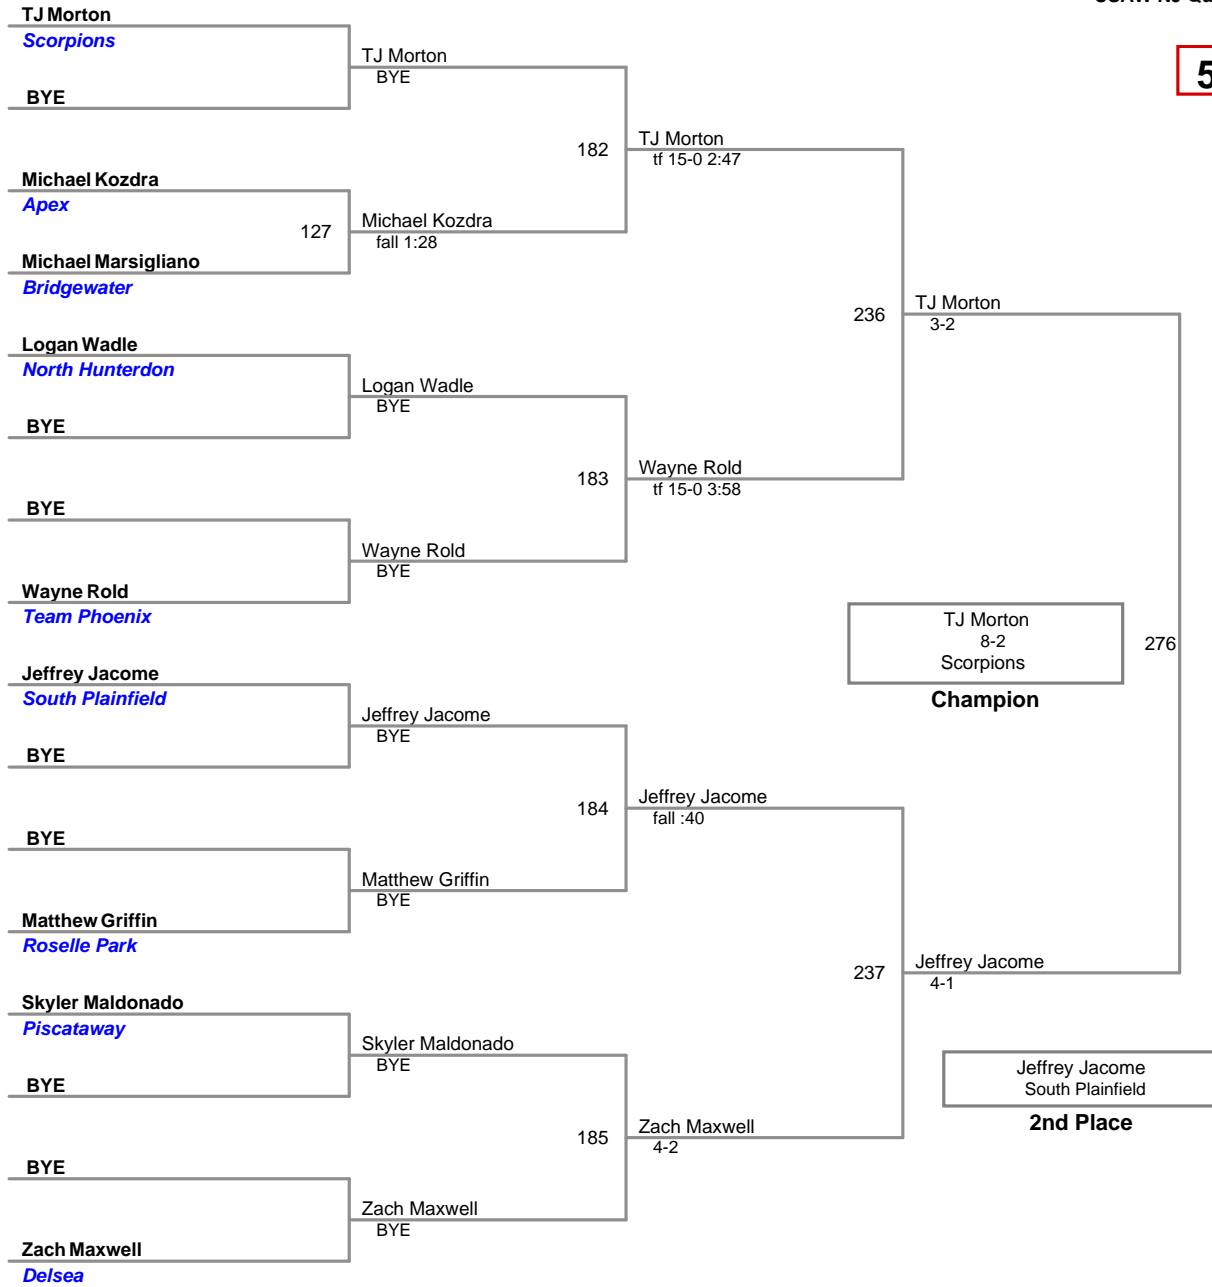 TJ Morton
Scorpions
BYE
Michael Kozdra
Apex
127
Michael Marsigliano
Bridgewater
Logan Wadle
North Hunterdon
BYE
BYE
Wayne Rold
Team Phoenix
Jeffrey Jacome
South Plainfield
BYE
BYE
Matthew Griffin
Roselle Park
Skyler Maldonado
Piscataway
BYE
BYE
Zach Maxwell
Delsea
TJ Morton
BYE
182
Michael Kozdra
fall 1:28
Logan Wadle
BYE
183
Wayne Rold
BYE
Jeffrey Jacome
BYE
184
Matthew Griffin
BYE
Skyler Maldonado
BYE
185
Zach Maxwell
BYE
TJ Morton
tf 15-0 2:47
236
Wayne Rold
tf 15-0 3:58
Jeffrey Jacome
fall :40
237
Zach Maxwell
4-2
TJ Morton
3-2
276
Jeffrey Jacome
4-1
TJ Morton
8-2
Scorpions
Champion
Jeffrey Jacome
South Plainfield
2nd Place
5